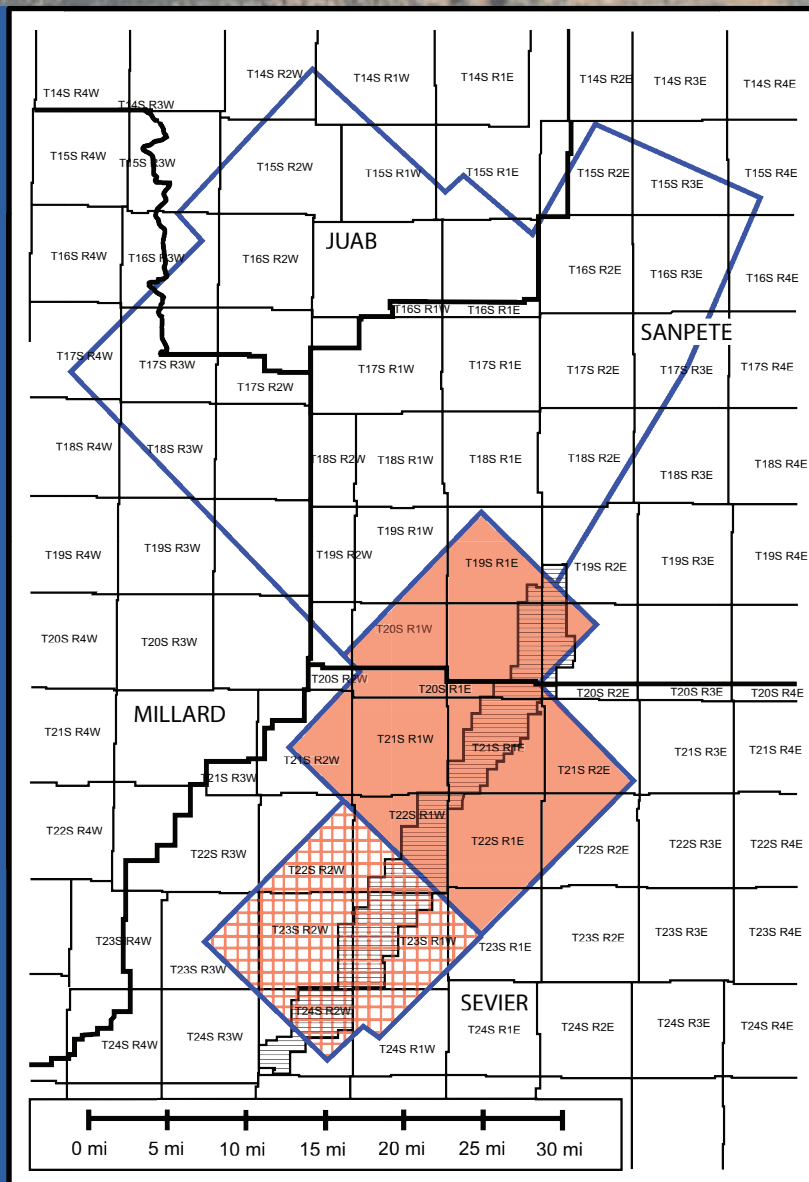 T14S R4W
T14S R3W
T14S R2W
T14S R1W
T14S R1E
T14S R2E
T14S R3E
T14S R4E
T15S R4W
T15S R3W
T15S R2W
T15S R1W
T15S R1E
T15S R2E
T15S R3E
T15S R4E
JUAB
T16S R4W
T16S R3W
T16S R2W
T16S R1W
T16S R1E
T16S R2E
T16S R3E
T16S R4E
SANPETE
T17S R4W
T17S R3W
T17S R2W
T17S R1W
T17S R1E
T17S R2E
T17S R3E
T17S R4E
T18S R4W
T18S R3W
T18S R2W
T18S R1W
T18S R1E
T18S R2E
T18S R3E
T18S R4E
T19S R4W
T19S R3W
T19S R2W
T19S R1W
T19S R1E
T19S R2E
T19S R3E
T19S R4E
T20S R4W
T20S R3W
T20S R2W
T20S R1W
T20S R1E
T20S R2E
T20S R3E
T20S R4E
MILLARD
T21S R4W
T21S R3W
T21S R2W
T21S R1W
T21S R1E
T21S R2E
T21S R3E
T21S R4E
T22S R4W
T22S R3W
T22S R2W
T22S R1W
T22S R1E
T22S R2E
T22S R3E
T22S R4E
T23S R4W
T23S R3W
T23S R2W
T23S R1W
T23S R1E
T23S R2E
T23S R3E
T23S R4E
SEVIER
T24S R4W
T24S R3W
T24S R2W
T24S R1W
T24S R1E
T24S R2E
T24S R3E
T24S R4E
0 mi 5 mi 10 mi 15 mi 20 mi 25 mi 30 mi